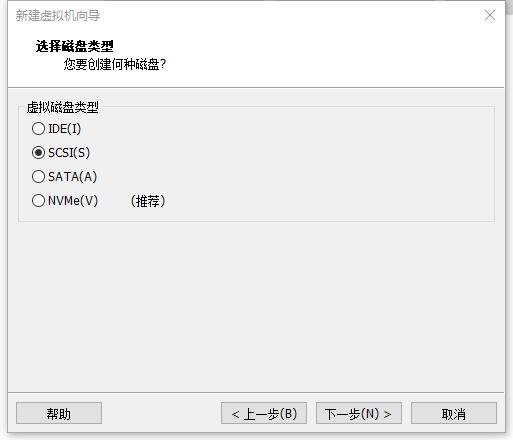 新建虚拟机向导
选择磁盘类型
您要创建何种磁盘?
虚拟磁盘类型
IDE(I)
SCSI(S)
SATA(A)
NVMe(V) （推荐）
帮助 < 上一步(B) 下一步(N) > 取消